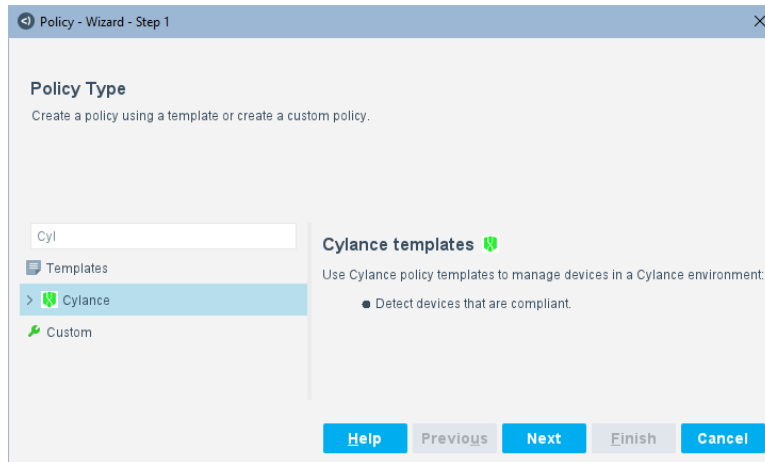 Policy - Wizard - Step 1
Policy Type
Create a policy using a template or create a custom policy.
Cyl
Templates
Cylance
Custom
Cylance templates
Use Cylance policy templates to manage devices in a Cylance environment:
Detect devices that are compliant.
Help Previous Next Finish Cancel